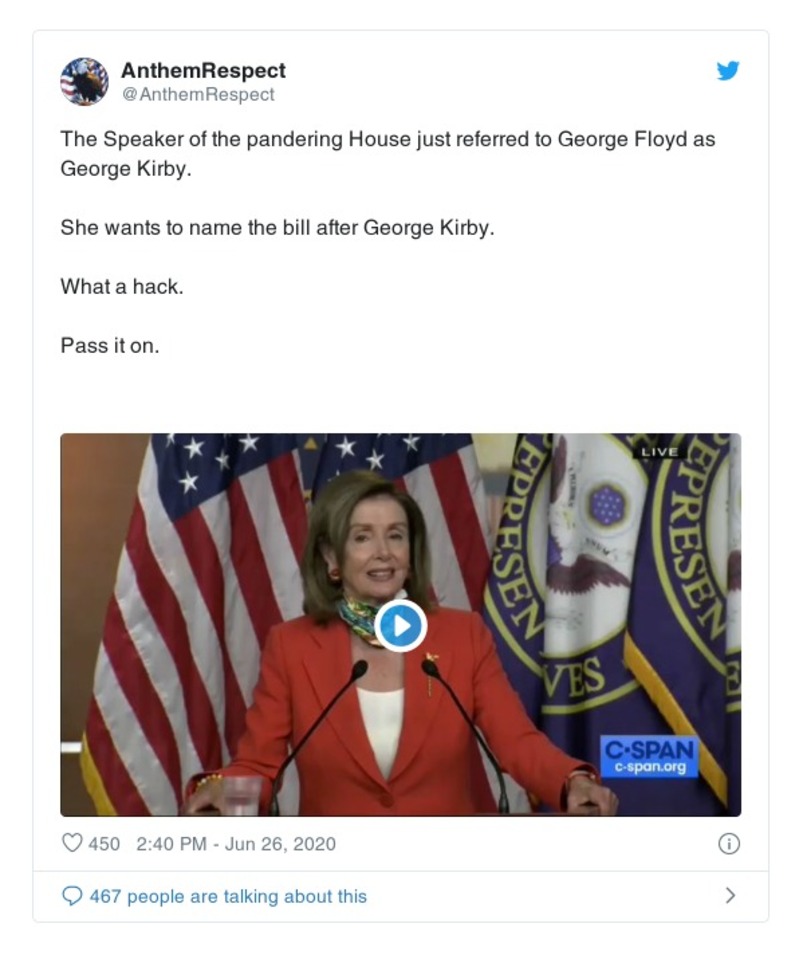 AnthemRespect
@AnthemRespect
The Speaker of the pandering House just referred to George Floyd as
George Kirby.
She wants to name the bill after George Kirby.
What a hack.
Pass it on.
LIVE
EPRESEN
VES
EPRESEN
E
C·SPAN
c-span.org
450 2:40 PM - Jun 26, 2020
467 people are talking about this